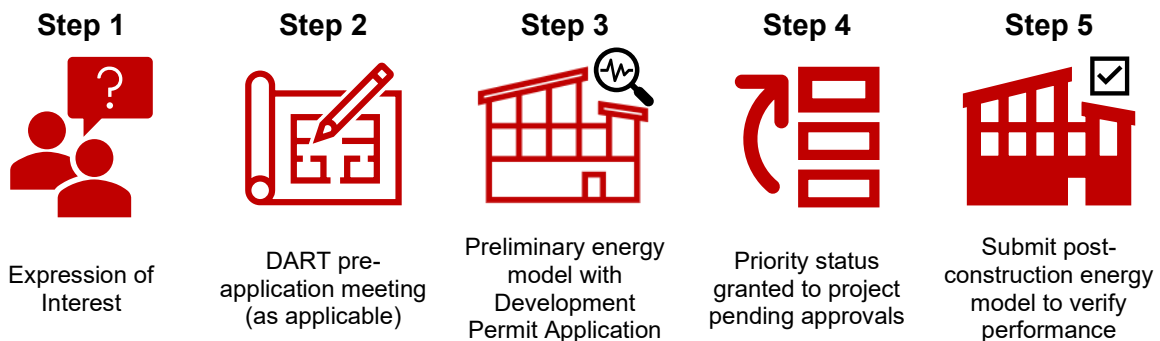 Step 1
Step 2
Step 3
Step 4
Step 5
?
Expression of
Interest
DART pre-
application meeting
(as applicable)
Preliminary energy
model with
Development
Permit Application
Priority status
granted to project
pending approvals
Submit post-
construction energy
model to verify
performance